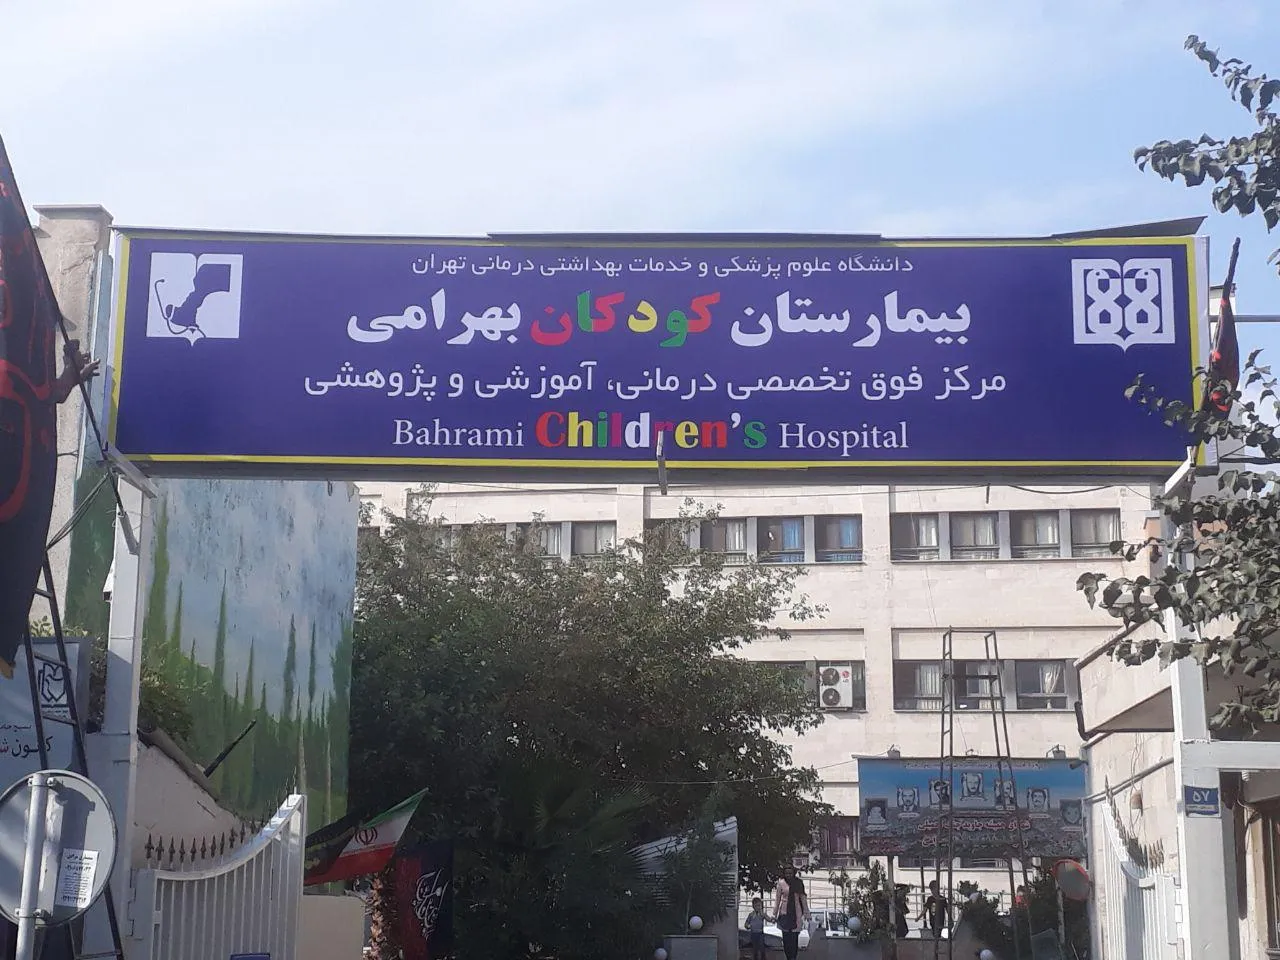 دانشگاه علوم پزشکی و خدمات بهداشتی درمانی تهران
بیمارستان کودکان بهرامی
مرکز فوق تخصصی درمانی، آموزشی و پژوهشی
Bahrami Children's Hospital
۵۷